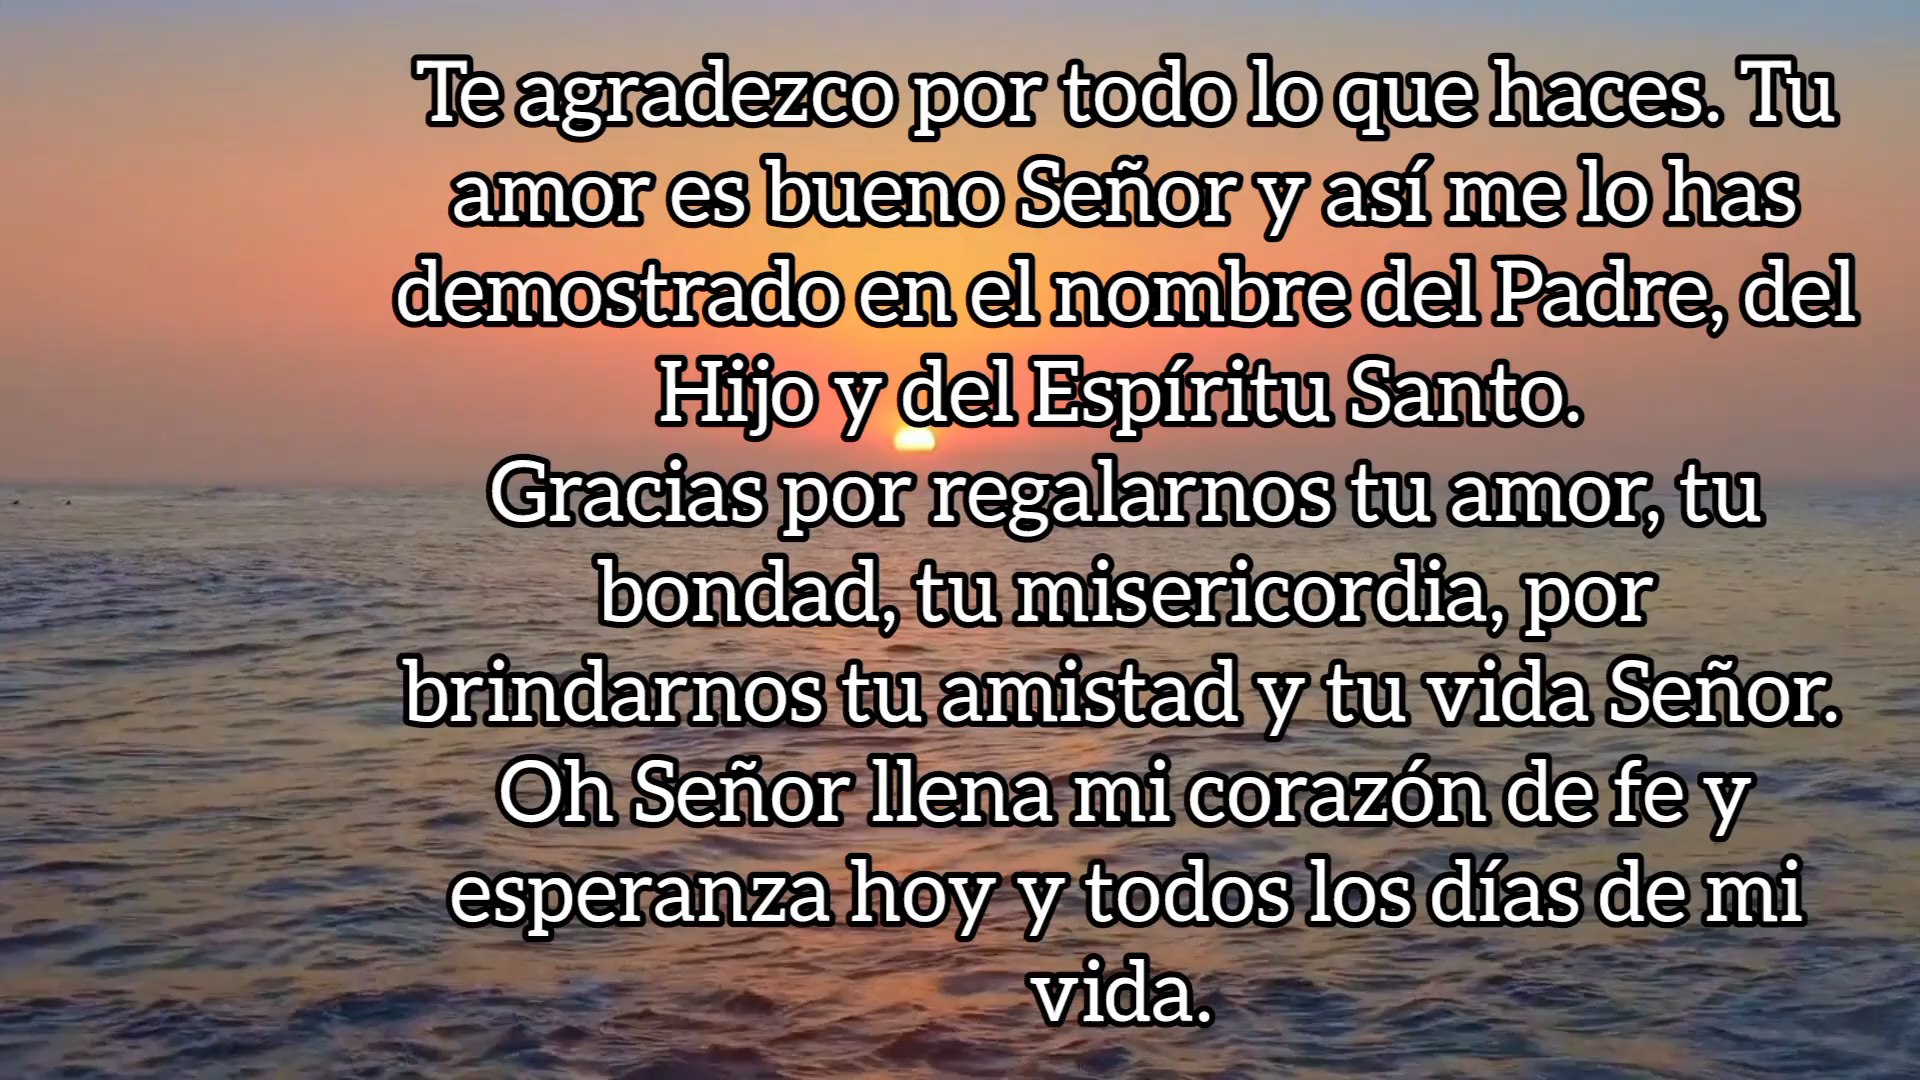 Te agradezco por todo lo que haces. Tu
amor es bueno Señor y así me lo has
demostrado en el nombre del Padre, del
Hijo y del Espíritu Santo.
Gracias por regalarnos tu amor, tu
bondad, tu misericordia, por
brindarnos tu amistad y tu vida Señor.
Oh Señor llena mi corazón de fe y
esperanza hoy y todos los días de mi
vida.